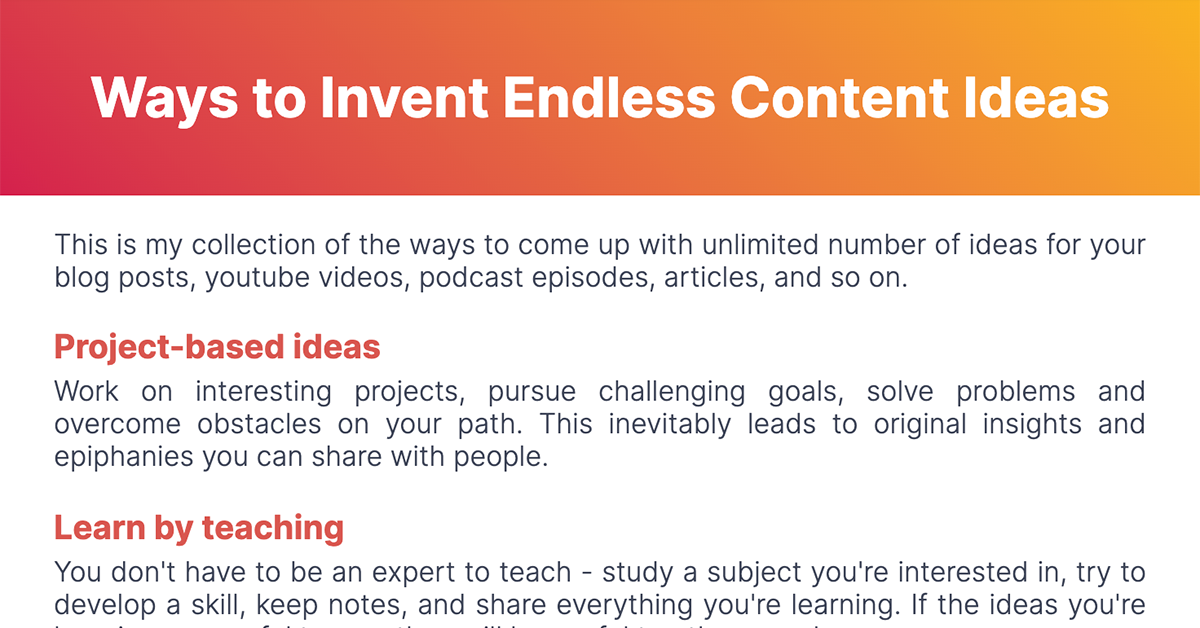 Ways to Invent Endless Content Ideas
This is my collection of the ways to come up with unlimited number of ideas for your
blog posts, youtube videos, podcast episodes, articles, and so on.
Project-based ideas
Work on interesting projects, pursue challenging goals, solve problems and
overcome obstacles on your path. This inevitably leads to original insights and
epiphanies you can share with people.
Learn by teaching
You don't have to be an expert to teach - study a subject you're interested in, try to
develop a skill, keep notes, and share everything you're learning. If the ideas you're